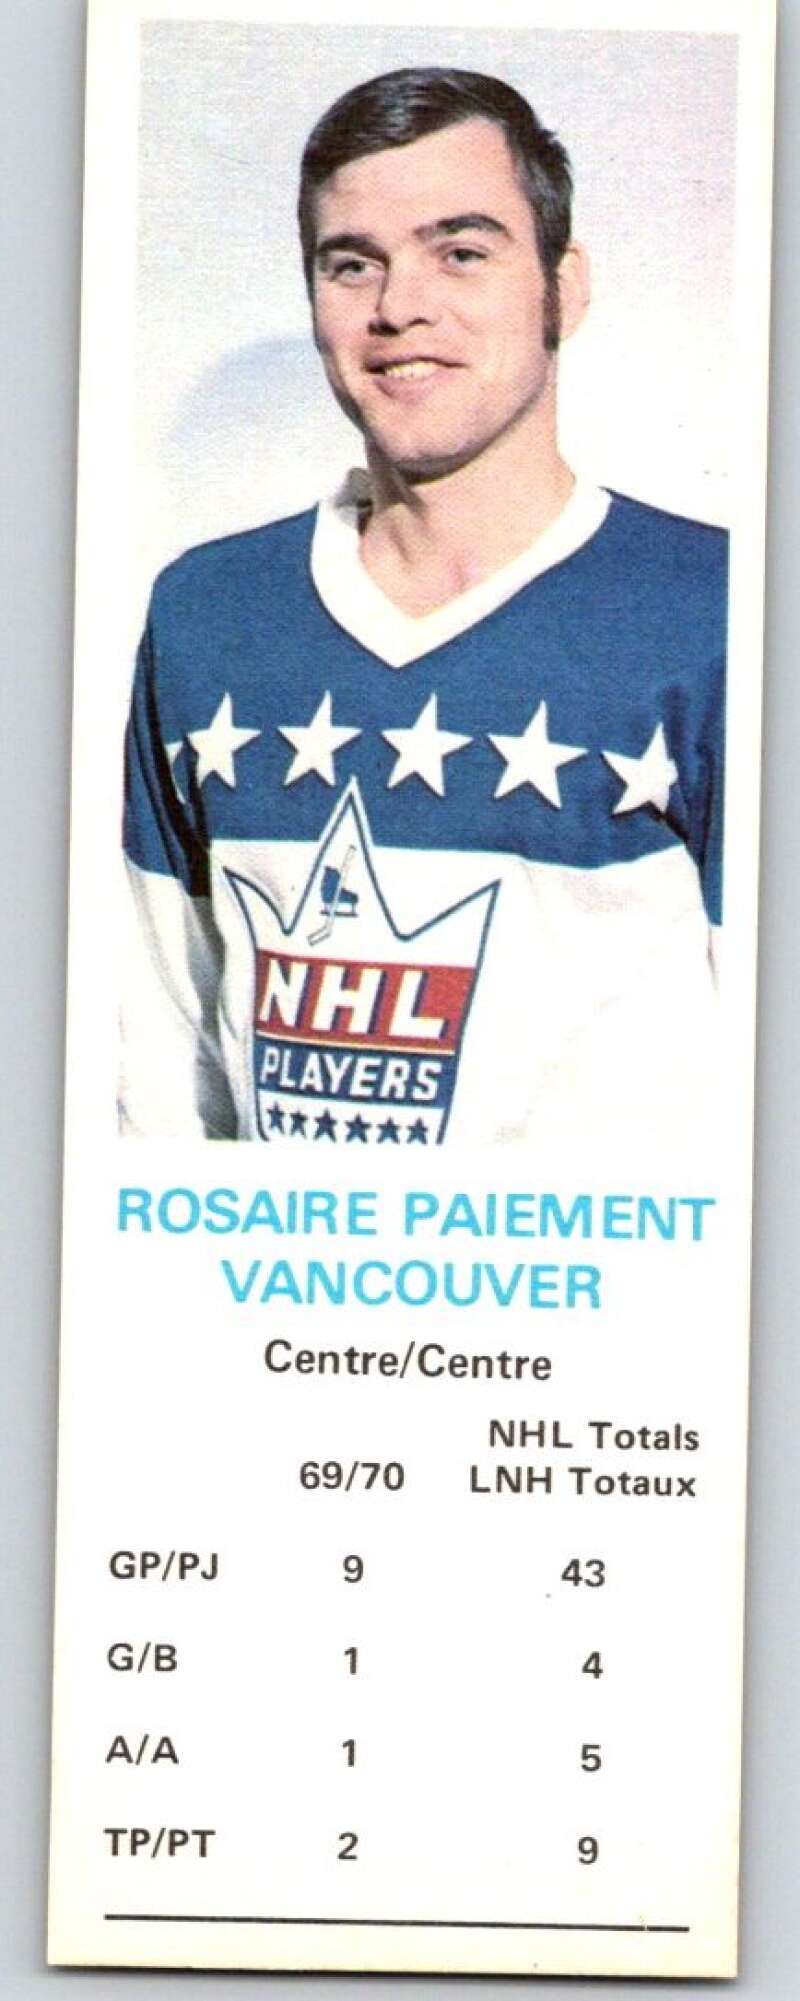 NHL
PLAYERS
ROSAIRE PAIEMENT
VANCOUVER
Centre/Centre
NHL Totals
69/70 LNH Totaux
GP/PJ 9 43
G/B 1 4
A/A 1 5
TP/PT 2 9